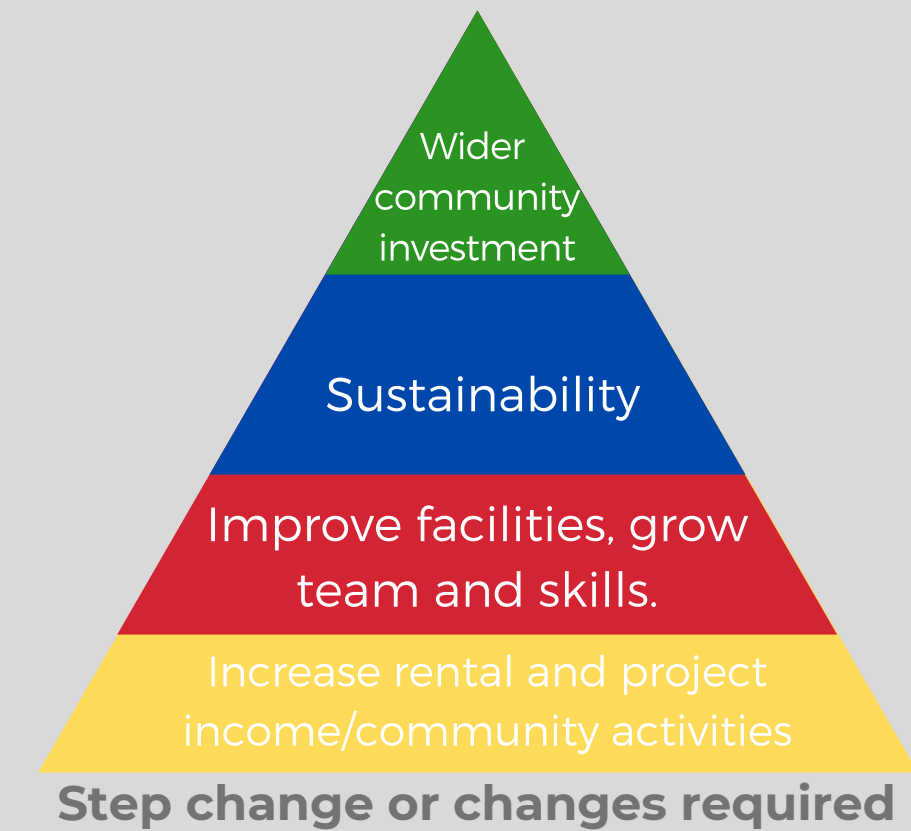 Wider
community
investment
Sustainability
Improve facilities, grow
team and skills.
Increase rental and project
income/community activities
Step change or changes required